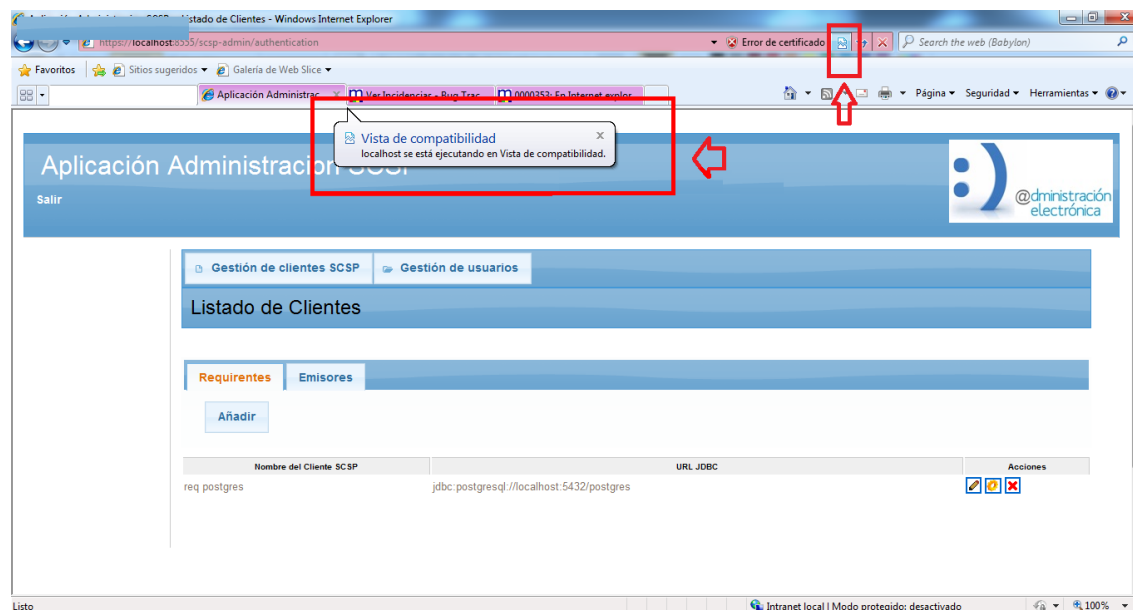 Listado de Clientes - Windows Internet Explorer
https://localhost:8535/scsp-admin/authentication
Error de certificado
Search the web (Babylon)
Favoritos
Sitios sugeridos
Galería de Web Slice
Aplicación Administrac
Ver Incidencias - Bug Trac
0000353: En Internet explor
Página
Seguridad
Herramientas
Vista de compatibilidad
localhost se está ejecutando en Vista de compatibilidad.
Aplicación Administracion SCSP
Salir
@dministración
electrónica
Gestión de clientes SCSP
Gestión de usuarios
Listado de Clientes
Requirentes
Emisores
Añadir
Nombre del Cliente SCSP
URL JDBC
Acciones
req postgres
jdbc:postgresql://localhost:5432/postgres
Listo
Intranet local | Modo protegido: desactivado
100%